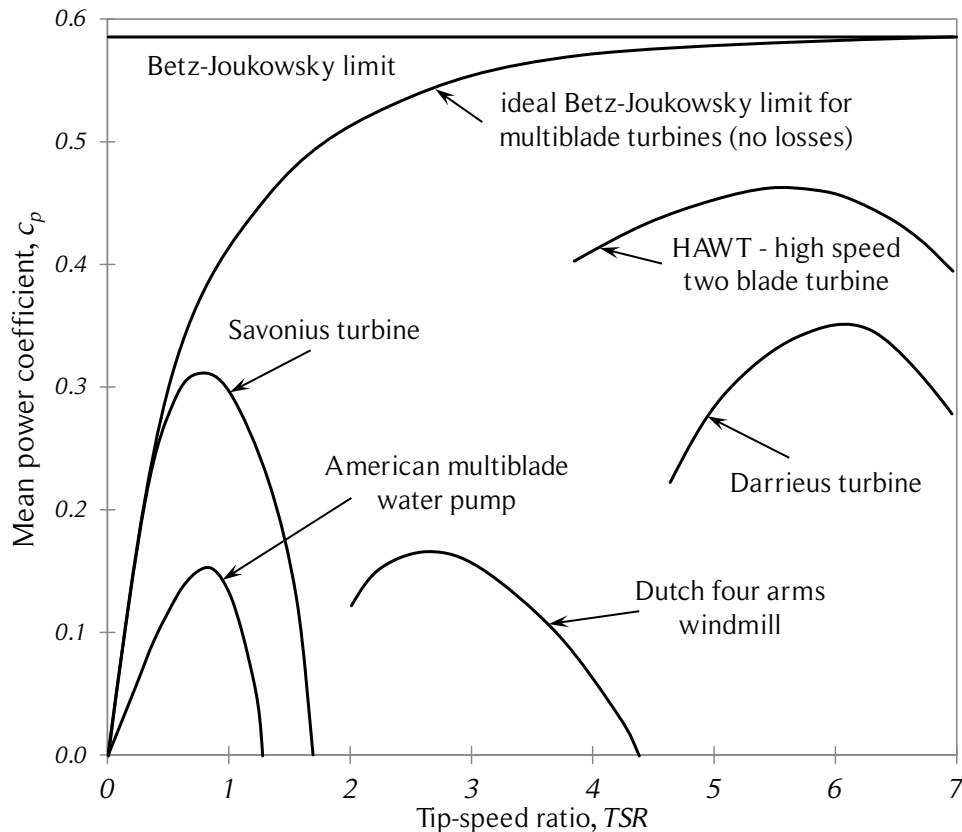 0.6
0.5
0.4
0.3
0.2
0.1
0.0
Mean power coefficient, cp
Betz-Joukowsky limit
ideal Betz-Joukowsky limit for
multiblade turbines (no losses)
HAWT - high speed
two blade turbine
Savonius turbine
American multiblade
water pump
Darrieus turbine
Dutch four arms
windmill
0 1 2 3 4 5 6 7
Tip-speed ratio, TSR